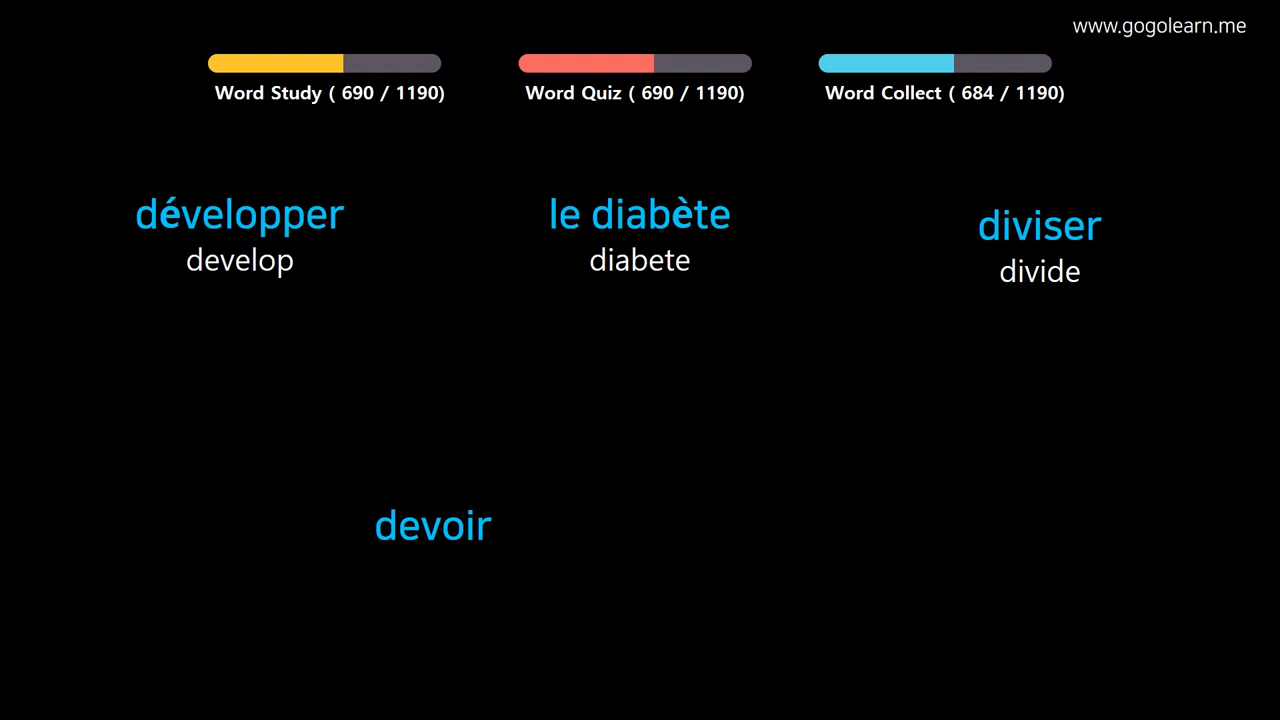 www.gogolearn.me
Word Study ( 690 / 1190)
Word Quiz ( 690 / 1190)
Word Collect ( 684 / 1190)
développer
develop
le diabète
diabete
diviser
divide
devoir